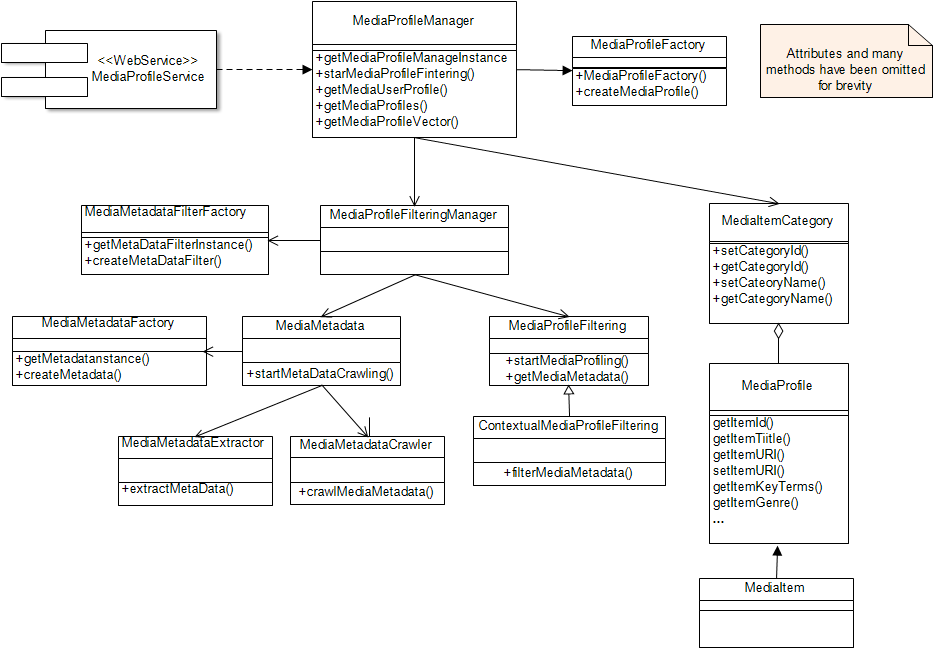 MediaProfileManager
+getMediaProfileManageInstance
+starMediaProfileFintering()
+getMediaUserProfile()
+getMediaProfiles()
+getMediaProfileVector()
<<WebService>>
MediaProfileService
MediaProfileFactory
+MediaProfileFactory()
+createMediaProfile()
Attributes and many
methods have been omitted
for brevity
MediaMetadataFilterFactory
+getMetaDataFilterInstance()
+createMetaDataFilter()
MediaProfileFilteringManager
MediaItemCategory
+setCategoryId()
+getCategoryId()
+setCateoryName()
+getCategoryName()
MediaMetadataFactory
+getMetadatanstance()
+createMetadata()
MediaMetadata
+startMetaDataCrawling()
MediaProfileFiltering
+startMediaProfiling()
+getMediaMetadata()
MediaProfile
getItemId()
getItemTiitle()
getItemURI()
setItemURI()
getItemKeyTerms()
getItemGenre()
...
MediaMetadataExtractor
+extractMetaData()
MediaMetadataCrawler
+crawlMediaMetadata()
ContextualMediaProfileFiltering
+filterMediaMetadata()
MediaItem